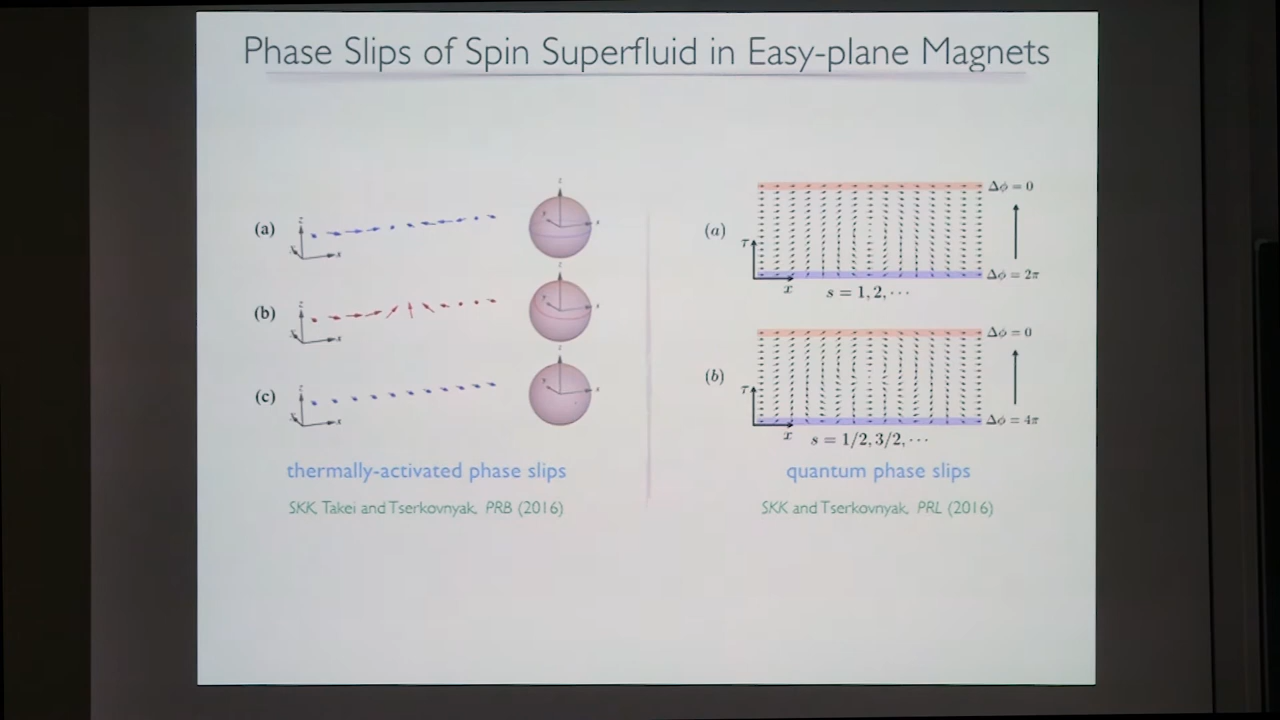 Phase Slips of Spin Superfluid in Easy-plane Magnets
(a)
z
x
z
y
x
(b)
z
x
z
y
x
(c)
z
x
z
y
x
thermally-activated phase slips
SKK, Takei and Tserkovnyak, PRB (2016)
(a)
Δϕ = 0
τ
Δϕ = 2π
x
s = 1, 2, ···
(b)
Δϕ = 0
τ
Δϕ = 4π
x
s = 1/2, 3/2, ···
quantum phase slips
SKK and Tserkovnyak, PRL (2016)